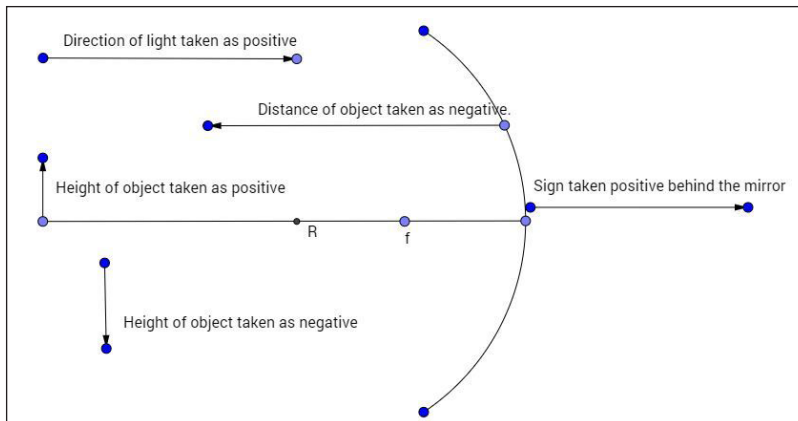 Direction of light taken as positive
Distance of object taken as negative.
Height of object taken as positive
Sign taken positive behind the mirror
R
f
Height of object taken as negative